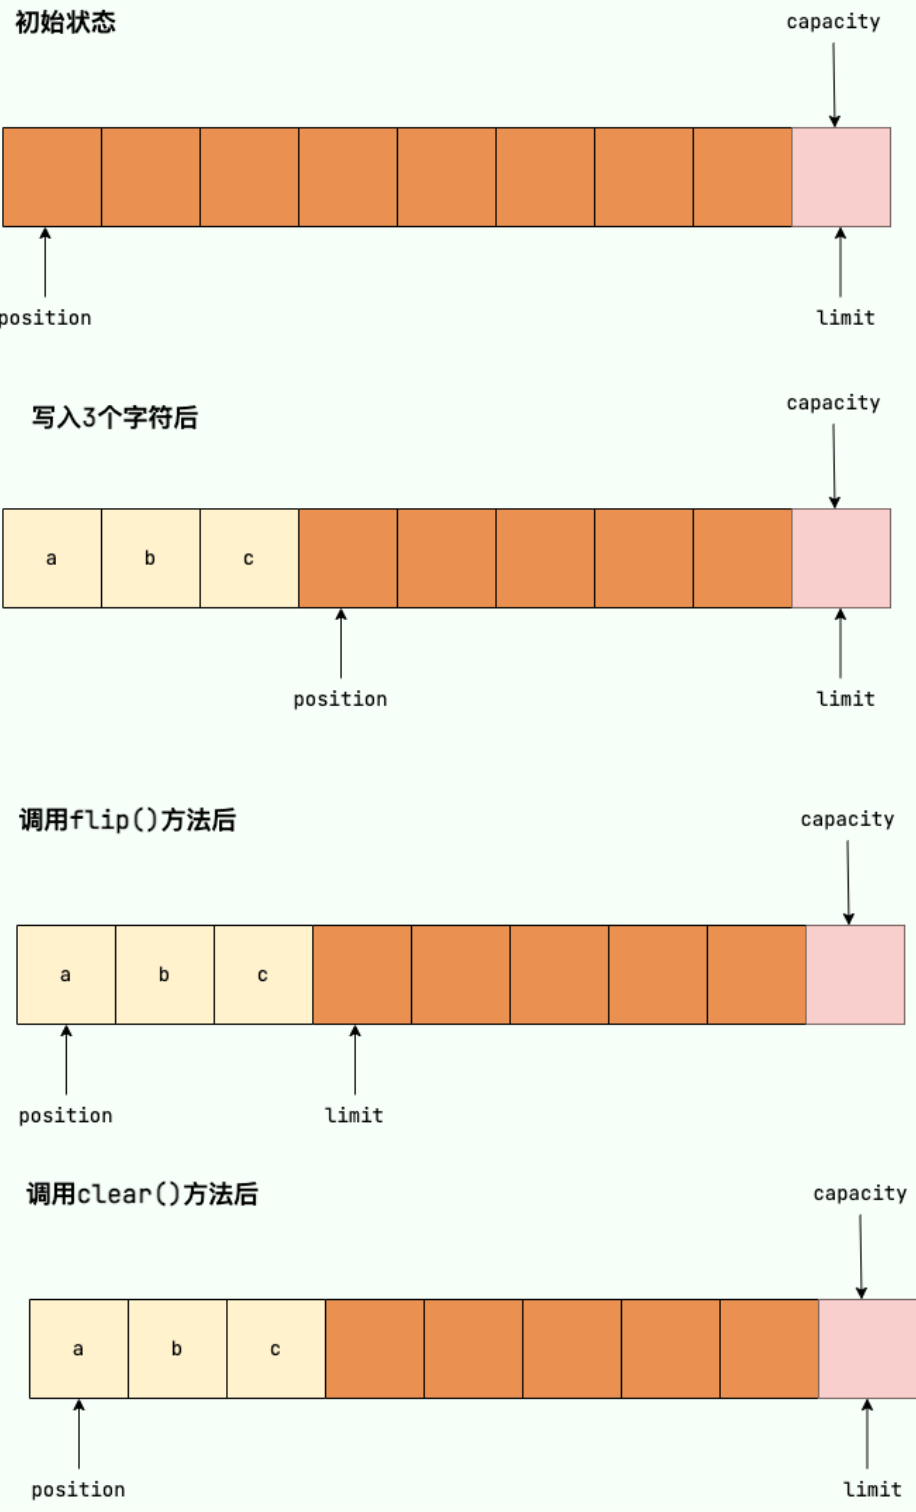 初始状态
capacity
position
limit
写入3个字符后
capacity
a b c
position
limit
调用flip()方法后
capacity
a b c
position
limit
调用clear()方法后
capacity
a b c
position
limit